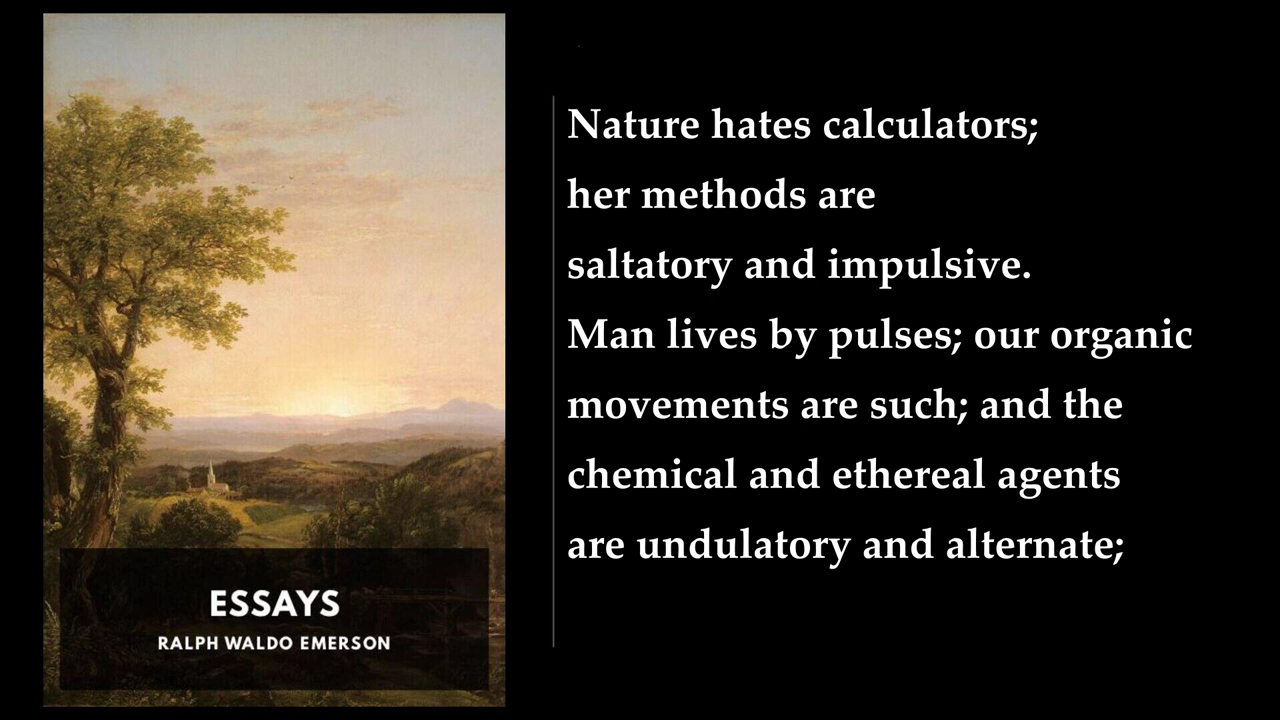 ESSAYS
RALPH WALDO EMERSON
Nature hates calculators;
her methods are
saltatory and impulsive.
Man lives by pulses; our organic
movements are such; and the
chemical and ethereal agents
are undulatory and alternate;